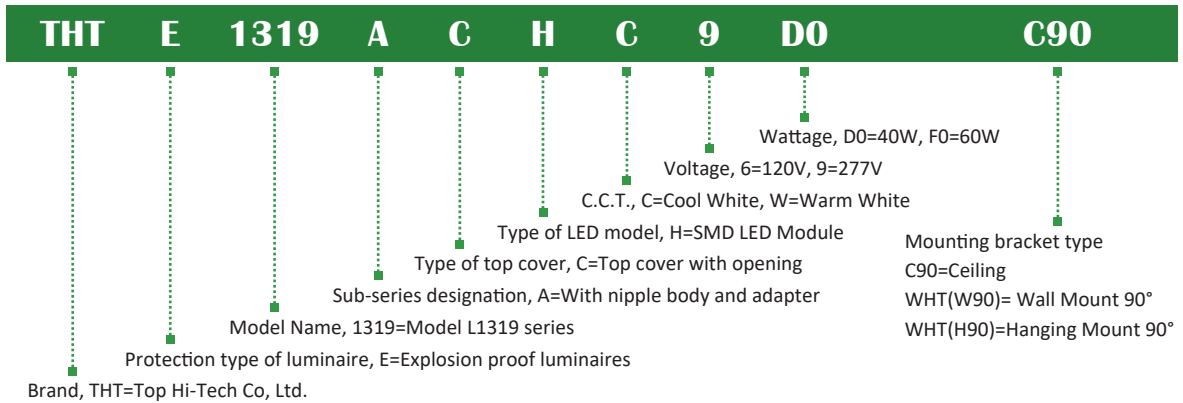 THT E 1319 A C H C 9 D0 C90
Wattage, D0=40W, F0=60W
Voltage, 6=120V, 9=277V
C.C.T., C=Cool White, W=Warm White
Type of LED model, H=SMD LED Module
Type of top cover, C=Top cover with opening
Sub-series designation, A=With nipple body and adapter
Model Name, 1319=Model L1319 series
Protection type of luminaire, E=Explosion proof luminaires
Brand, THT=Top Hi-Tech Co, Ltd.
Mounting bracket type
C90=Ceiling
WHT(W90)= Wall Mount 90°
WHT(H90)=Hanging Mount 90°